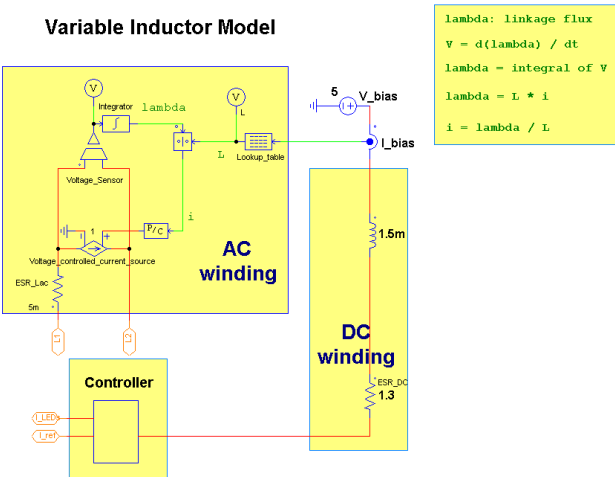 Variable Inductor Model
lambda: linkage flux
V = d(lambda) / dt
lambda = integral of V
lambda = L * i
i = lambda / L
V
Integrator
lambda
V
L
5
V_bias
I_bias
L
Lookup_table
Voltage_Sensor
i
1
P/C
Voltage_controlled_current_source
AC
winding
ESR_Lac
5m
L1
L2
1.5m
DC
winding
ESR_DC
1.3
Controller
I_LED
I_ref